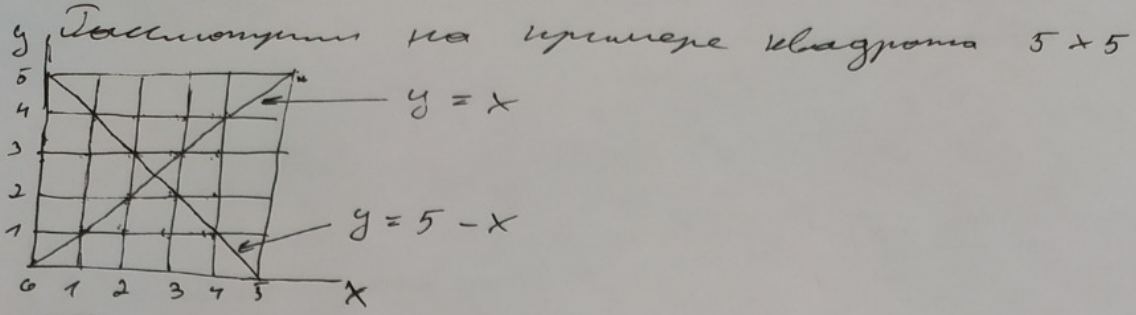 y Рассмотрим на примере квадрата 5 × 5
5
4
y = x
3
2
1
y = 5 - x
0 1 2 3 4 5 x